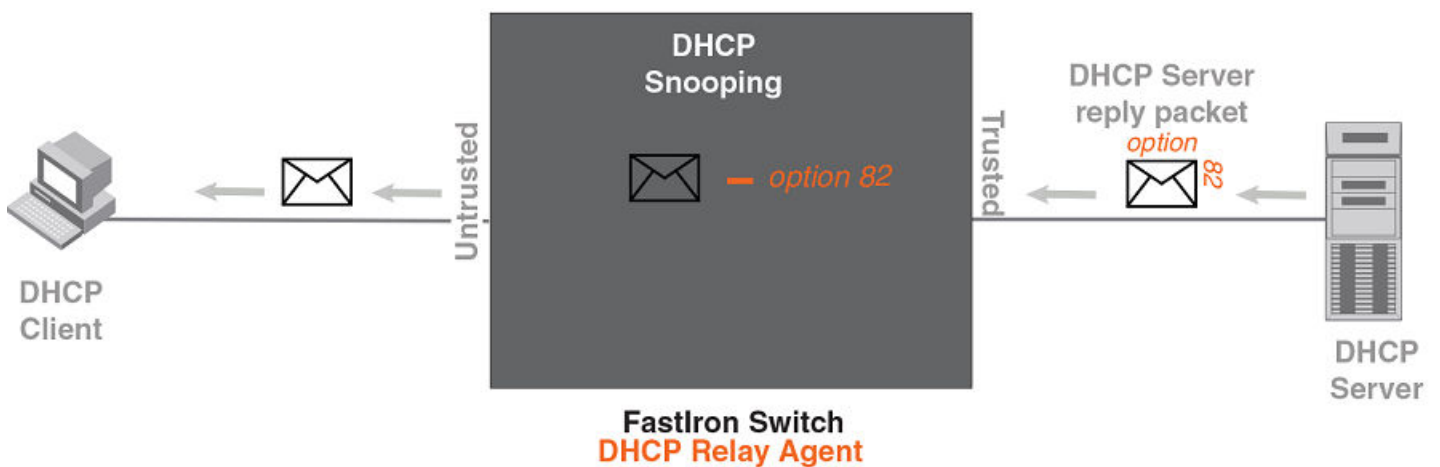 DHCP
Snooping
DHCP Server
reply packet
option
82
Untrusted
Trusted
– option 82
DHCP
Client
DHCP
Server
FastIron Switch
DHCP Relay Agent